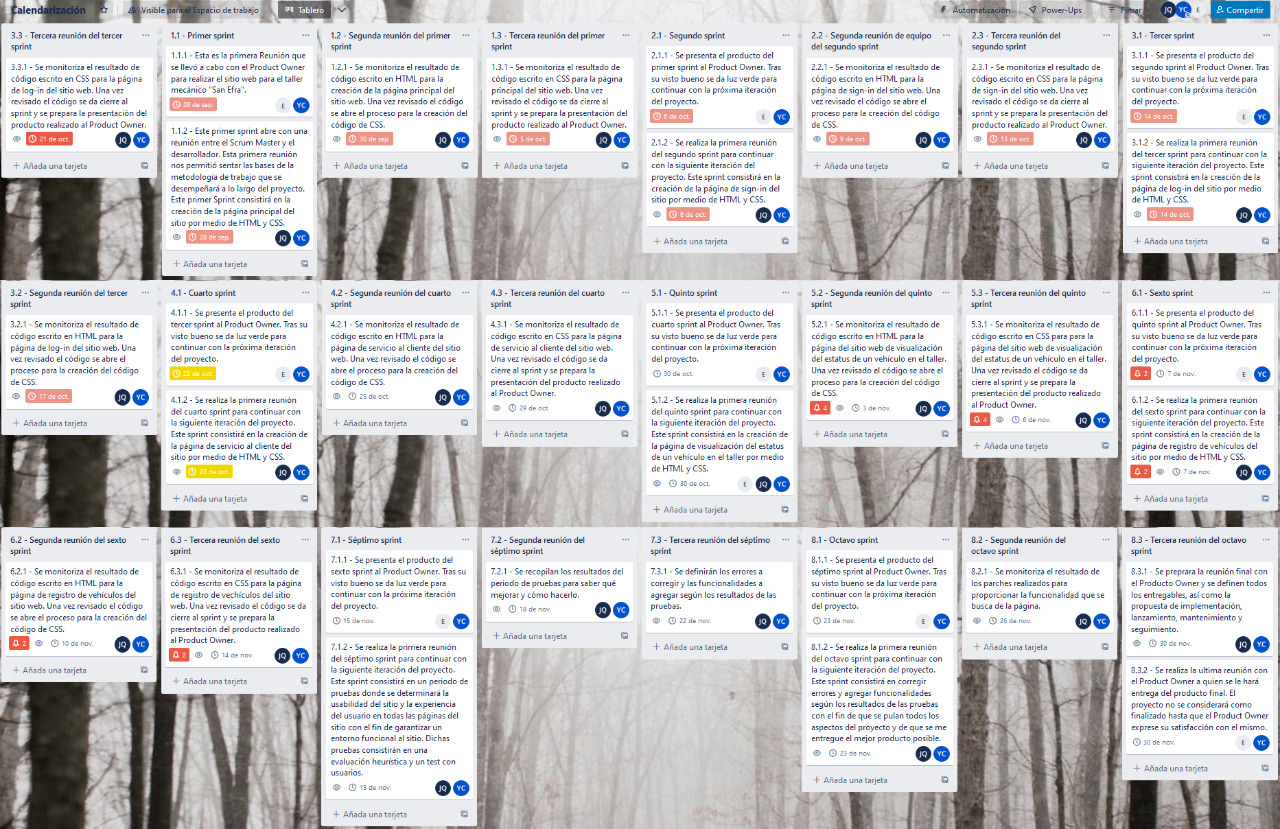 Calendarización
Visible para el Espacio de trabajo
Tablero
Automatización
Power-Ups
Filtrar
JQ
YC
E
Compartir
3.3 - Tercera reunión del tercer
sprint
3.3.1 - Se monitoriza el resultado de
código escrito en CSS para la página
de log-in del sitio web. Una vez
revisado el código se da cierre al
sprint y se prepara la presentación del
producto realizado al Product Owner.
21 de oct.
JQ YC
+ Añada una tarjeta
1.1 - Primer sprint
1.1.1 - Esta es la primera Reunión que
se llevó a cabo con el Product Owner
para realizar el sitio web para el taller
mecánico "San Efra".
28 de sep.
E YC
1.1.2 - Este primer sprint abre con una
reunión entre el Scrum Master y el
desarrollador. Esta primera reunión
nos permitió sentar las bases de la
metodología de trabajo que se
desempeñará a lo largo del proyecto.
Este primer Sprint consistirá en la
creación de la página principal del
sitio por medio de HTML y CSS.
28 de sep.
JQ YC
+ Añada una tarjeta
1.2 - Segunda reunión del primer
sprint
1.2.1 - Se monitoriza el resultado de
código escrito en HTML para la
creación de la página principal del
sitio web. Una vez revisado el código
se abre el proceso para la creación del
código de CSS.
30 de sep.
JQ YC
+ Añada una tarjeta
1.3 - Tercera reunión del primer
sprint
1.3.1 - Se monitoriza el resultado de
código escrito en CSS para la página
principal del sitio web. Una vez
revisado el código se da cierre al
sprint y se prepara la presentación del
producto realizado al Product Owner.
5 de oct.
JQ YC
+ Añada una tarjeta
2.1 - Segundo sprint
2.1.1 - Se presenta el producto del
primer sprint al Product Owner. Tras
su visto bueno se da luz verde para
continuar con la próxima iteración
del proyecto.
6 de oct.
E YC
2.1.2 - Se realiza la primera reunión
del segundo sprint para continuar
con la siguiente iteración del
proyecto. Este sprint consistirá en la
creación de la página de sign-in del
sitio por medio de HTML y CSS.
6 de oct.
JQ YC
+ Añada una tarjeta
2.2 - Segunda reunión de equipo
del segundo sprint
2.2.1 - Se monitoriza el resultado de
código escrito en HTML para la
página de sign-in del sitio web. Una
vez revisado el código se abre el
proceso para la creación del código
de CSS.
9 de oct.
JQ YC
+ Añada una tarjeta
2.3 - Tercera reunión del
segundo sprint
2.3.1 - Se monitoriza el resultado de
código escrito en CSS para la página
de sign-in del sitio web. Una vez
revisado el código se da cierre al
sprint y se prepara la presentación del
producto realizado al Product Owner.
13 de oct.
JQ YC
+ Añada una tarjeta
3.1 - Tercer sprint
3.1.1 - Se presenta el producto del
segundo sprint al Product Owner. Tras
su visto bueno se da luz verde para
continuar con la próxima iteración
del proyecto.
14 de oct.
E YC
3.1.2 - Se realiza la primera reunión
del tercer sprint para continuar con la
siguiente iteración del proyecto. Este
sprint consistirá en la creación de la
página de log-in del sitio por medio
de HTML y CSS.
14 de oct.
JQ YC
+ Añada una tarjeta
3.2 - Segunda reunión del tercer
sprint
3.2.1 - Se monitoriza el resultado de
código escrito en HTML para la
página de log-in del sitio web. Una
vez revisado el código se abre el
proceso para la creación del código
de CSS.
17 de oct.
JQ YC
+ Añada una tarjeta
4.1 - Cuarto sprint
4.1.1 - Se presenta el producto del
tercer sprint al Product Owner. Tras su
visto bueno se da luz verde para
continuar con la próxima iteración
del proyecto.
22 de oct.
E YC
4.1.2 - Se realiza la primera reunión
del cuarto sprint para continuar con
la siguiente iteración del proyecto.
Este sprint consistirá en la creación de
la página de servicio al cliente del
sitio por medio de HTML y CSS.
22 de oct.
JQ YC
+ Añada una tarjeta
4.2 - Segunda reunión del cuarto
sprint
4.2.1 - Se monitoriza el resultado de
código escrito en HTML para la
página de servicio al cliente del sitio
web. Una vez revisado el código se
abre el proceso para la creación del
código de CSS.
25 de oct.
JQ YC
+ Añada una tarjeta
4.3 - Tercera reunión del cuarto
sprint
4.3.1 - Se monitoriza el resultado de
código escrito en CSS para la página
de servicio al cliente del sitio web.
Una vez revisado el código se da
cierre al sprint y se prepara la
presentación del producto realizado
al Product Owner.
29 de oct.
JQ YC
+ Añada una tarjeta
5.1 - Quinto sprint
5.1.1 - Se presenta el producto del
cuarto sprint al Product Owner. Tras
su visto bueno se da luz verde para
continuar con la próxima iteración
del proyecto.
30 de oct.
E YC
5.1.2 - Se realiza la primera reunión
del quinto sprint para continuar con
la siguiente iteración del proyecto.
Este sprint consistirá en la creación de
la página de visualización del estatus
de un vehículo en el taller por medio
de HTML y CSS.
30 de oct.
E JQ YC
+ Añada una tarjeta
5.2 - Segunda reunión del quinto
sprint
5.2.1 - Se monitoriza el resultado de
código escrito en HTML para la
página del sitio web de visualización
del estatus de un vehículo en el taller.
Una vez revisado el código se abre el
proceso para la creación del código
de CSS.
4
3 de nov.
JQ YC
+ Añada una tarjeta
5.3 - Tercera reunión del quinto
sprint
5.3.1 - Se monitoriza el resultado de
código escrito en CSS para para la
página del sitio web de visualización
del estatus de un vehículo en el taller.
Una vez revisado el código se da
cierre al sprint y se prepara la
presentación del producto realizado
al Product Owner.
4
6 de nov.
JQ YC
+ Añada una tarjeta
6.1 - Sexto sprint
6.1.1 - Se presenta el producto del
quinto sprint al Product Owner. Tras
su visto bueno se da luz verde para
continuar con la próxima iteración
del proyecto.
2
7 de nov.
E YC
6.1.2 - Se realiza la primera reunión
del sexto sprint para continuar con la
siguiente iteración del proyecto. Este
sprint consistirá en la creación de la
página de registro de vehículos del
sitio por medio de HTML y CSS.
2
7 de nov.
JQ YC
+ Añada una tarjeta
6.2 - Segunda reunión del sexto
sprint
6.2.1 - Se monitoriza el resultado de
código escrito en HTML para la
página de registro de vehículos del
sitio web. Una vez revisado el código
se abre el proceso para la creación del
código de CSS.
2
10 de nov.
JQ YC
+ Añada una tarjeta
6.3 - Tercera reunión del sexto
sprint
6.3.1 - Se monitoriza el resultado de
código escrito en CSS para la página
de registro de vechículos del sitio
web. Una vez revisado el código se da
cierre al sprint y se prepara la
presentación del producto realizado
al Product Owner.
2
14 de nov.
JQ YC
+ Añada una tarjeta
7.1 - Séptimo sprint
7.1.1 - Se presenta el producto del
sexto sprint al Product Owner. Tras su
visto bueno se da luz verde para
continuar con la próxima iteración
del proyecto.
15 de nov.
E YC
7.1.2 - Se realiza la primera reunión
del séptimo sprint para continuar con
la siguiente iteración del proyecto.
Este sprint consistirá en un periodo de
pruebas donde se determinará la
usabilidad del sitio y la experiencia
del usuario en todas las páginas del
sitio con el fin de garantizar un
entorno funcional al sitio. Dichas
pruebas consistirán en una
evaluación heurística y un test con
usuarios.
15 de nov.
JQ YC
+ Añada una tarjeta
7.2 - Segunda reunión del
séptimo sprint
7.2.1 - Se recopilan los resultados del
periodo de pruebas para saber qué
mejorar y cómo hacerlo.
18 de nov.
JQ YC
+ Añada una tarjeta
7.3 - Tercera reunión del séptimo
sprint
7.3.1 - Se definirán los errores a
corregir y las funcionalidades a
agregar según los resultados de las
pruebas.
22 de nov.
JQ YC
+ Añada una tarjeta
8.1 - Octavo sprint
8.1.1 - Se presenta el producto del
séptimo sprint al Product Owner. Tras
su visto bueno se da luz verde para
continuar con la próxima iteración
del proyecto.
23 de nov.
E YC
8.1.2 - Se realiza la primera reunión
del octavo sprint para continuar con
la siguiente iteración del proyecto.
Este sprint consistirá en corregir
errores y agregar funcionalidades
según los resultados de las pruebas
con el fin de que se pulan todos los
aspectos del proyecto y de que se me
entregue el mejor producto posible.
23 de nov.
JQ YC
+ Añada una tarjeta
8.2 - Segunda reunión del
octavo sprint
8.2.1 - Se monitoriza el resultado de
los parches realizados para
proporcionar la funcionalidad que se
busca de la página.
26 de nov.
JQ YC
+ Añada una tarjeta
8.3 - Tercera reunión del octavo
sprint
8.3.1 - Se prepara la reunión final con
el Producto Owner y se definen todos
los entregables, así como la
propuesta de implementación,
lanzamiento, mantenimiento y
seguimiento.
30 de nov.
JQ YC
8.3.2 - Se realiza la ultima reunión con
el Product Owner a quien se le hará
entrega del producto final. El
proyecto no se considerará como
finalizado hasta que el Product Owner
exprese su satisfacción con el mismo.
30 de nov.
E YC
+ Añada una tarjeta